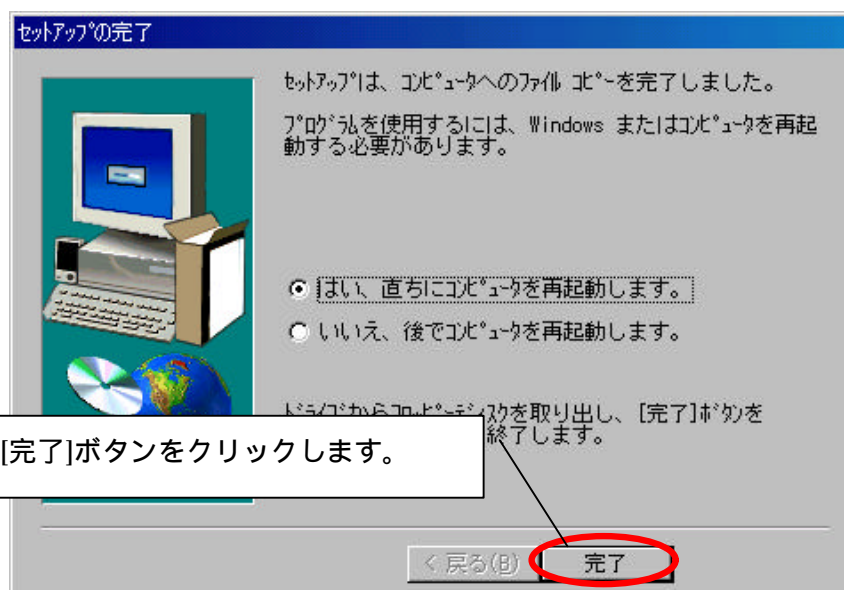 セットアップの完了
セットアップは、コンピュータへのファイル コピーを完了しました。
プログラムを使用するには、Windows またはコンピュータを再起
動する必要があります。
はい、直ちにコンピュータを再起動します。
いいえ、後でコンピュータを再起動します。
ドライブからフロッピーディスクを取り出し、[完了]ボタンを
終了します。
[完了]ボタンをクリックします。
< 戻る(B)
完了